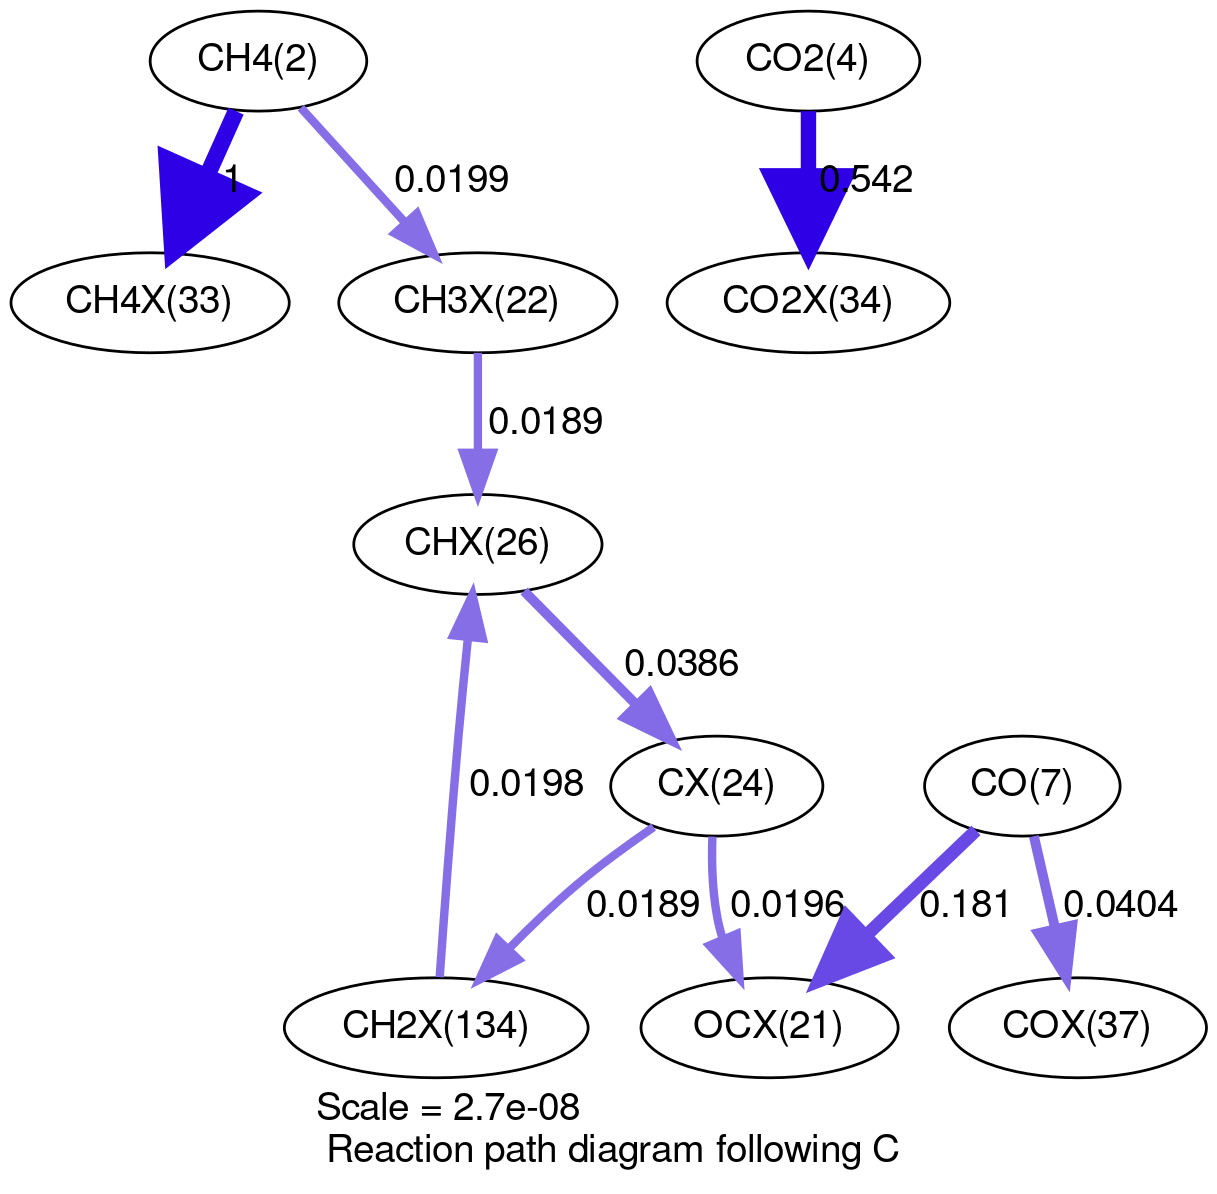 CH4(2)
CO2(4)
1
0.0199
0.542
CH4X(33)
CH3X(22)
CO2X(34)
0.0189
CHX(26)
0.0386
0.0198
CX(24)
CO(7)
0.0189
0.0196
0.181
0.0404
CH2X(134)
OCX(21)
COX(37)
Scale = 2.7e-08
Reaction path diagram following C